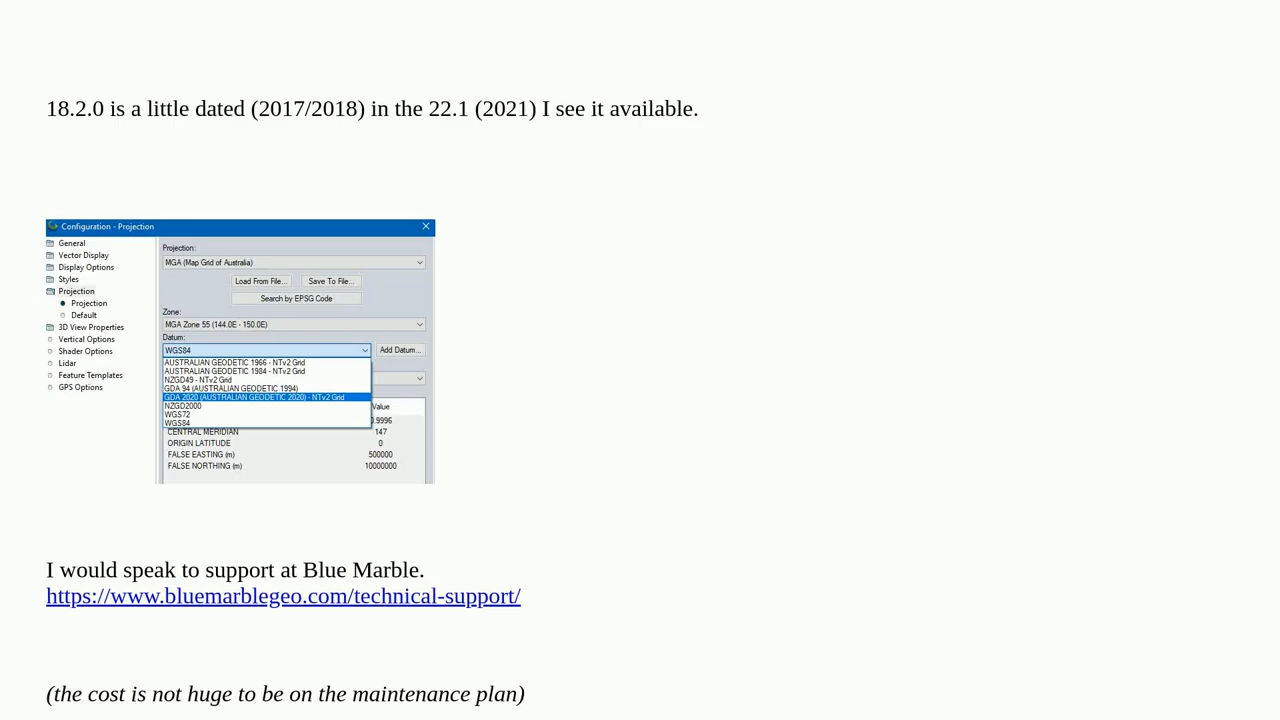 18.2.0 is a little dated (2017/2018) in the 22.1 (2021) I see it available.
Configuration - Projection
General
Vector Display
Display Options
Styles
Projection
Projection
Default
3D View Properties
Vertical Options
Shader Options
Lidar
Feature Templates
GPS Options
Projection:
MGA (Map Grid of Australia)
Load From File... Save To File...
Search by EPSG Code
Zone:
MGA Zone 55 (144.0E - 150.0E)
Datum:
WGS84 Add Datum...
AUSTRALIAN GEODETIC 1966 - NTv2 Grid
AUSTRALIAN GEODETIC 1984 - NTv2 Grid
NZGD49 - NTv2 Grid
GDA 94 (AUSTRALIAN GEODETIC 1994)
GDA 2020 (AUSTRALIAN GEODETIC 2020) - NTv2 Grid
NZGD2000 Value
WGS72
WGS84 0.9996
CENTRAL MERIDIAN 147
ORIGIN LATITUDE 0
FALSE EASTING (m) 500000
FALSE NORTHING (m) 10000000
I would speak to support at Blue Marble.
https://www.bluemarblegeo.com/technical-support/
(the cost is not huge to be on the maintenance plan)